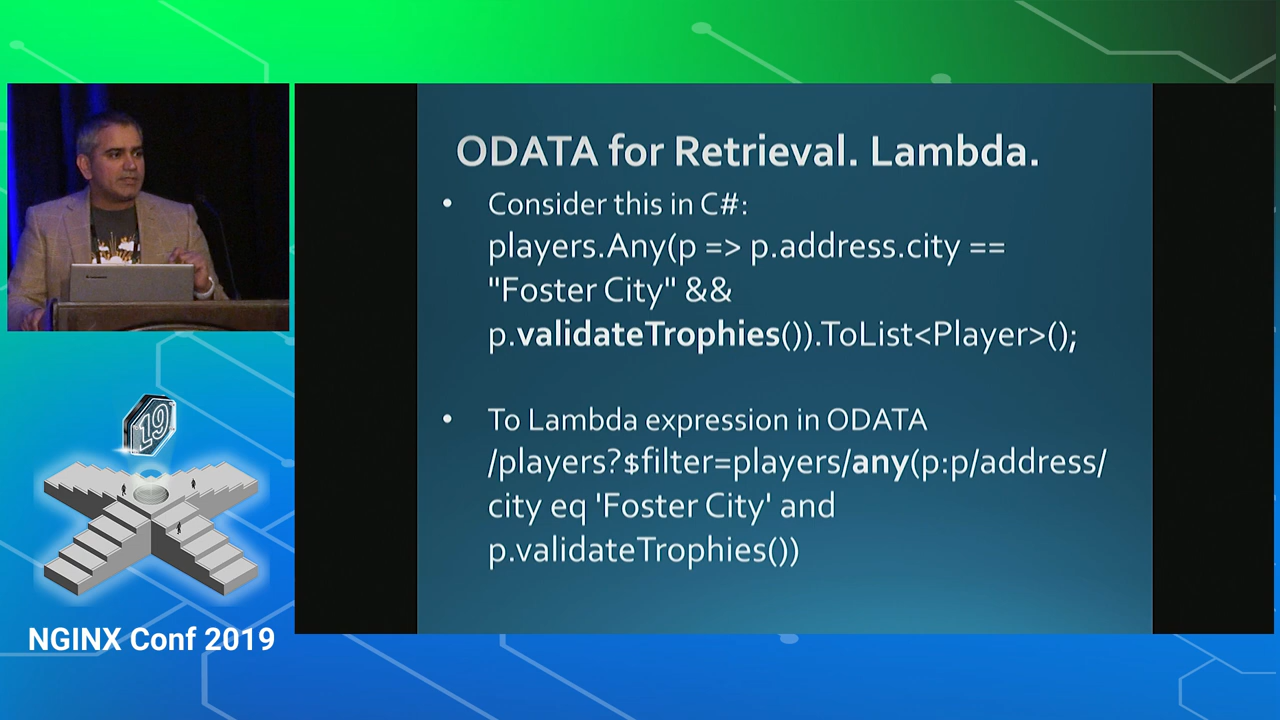 ODATA for Retrieval. Lambda.
• Consider this in C#:
players.Any(p => p.address.city ==
"Foster City" &&
p.validateTrophies()).ToList<Player>();
• To Lambda expression in ODATA
/players?$filter=players/any(p:p/address/
city eq 'Foster City' and
p.validateTrophies())
19
NGINX Conf 2019